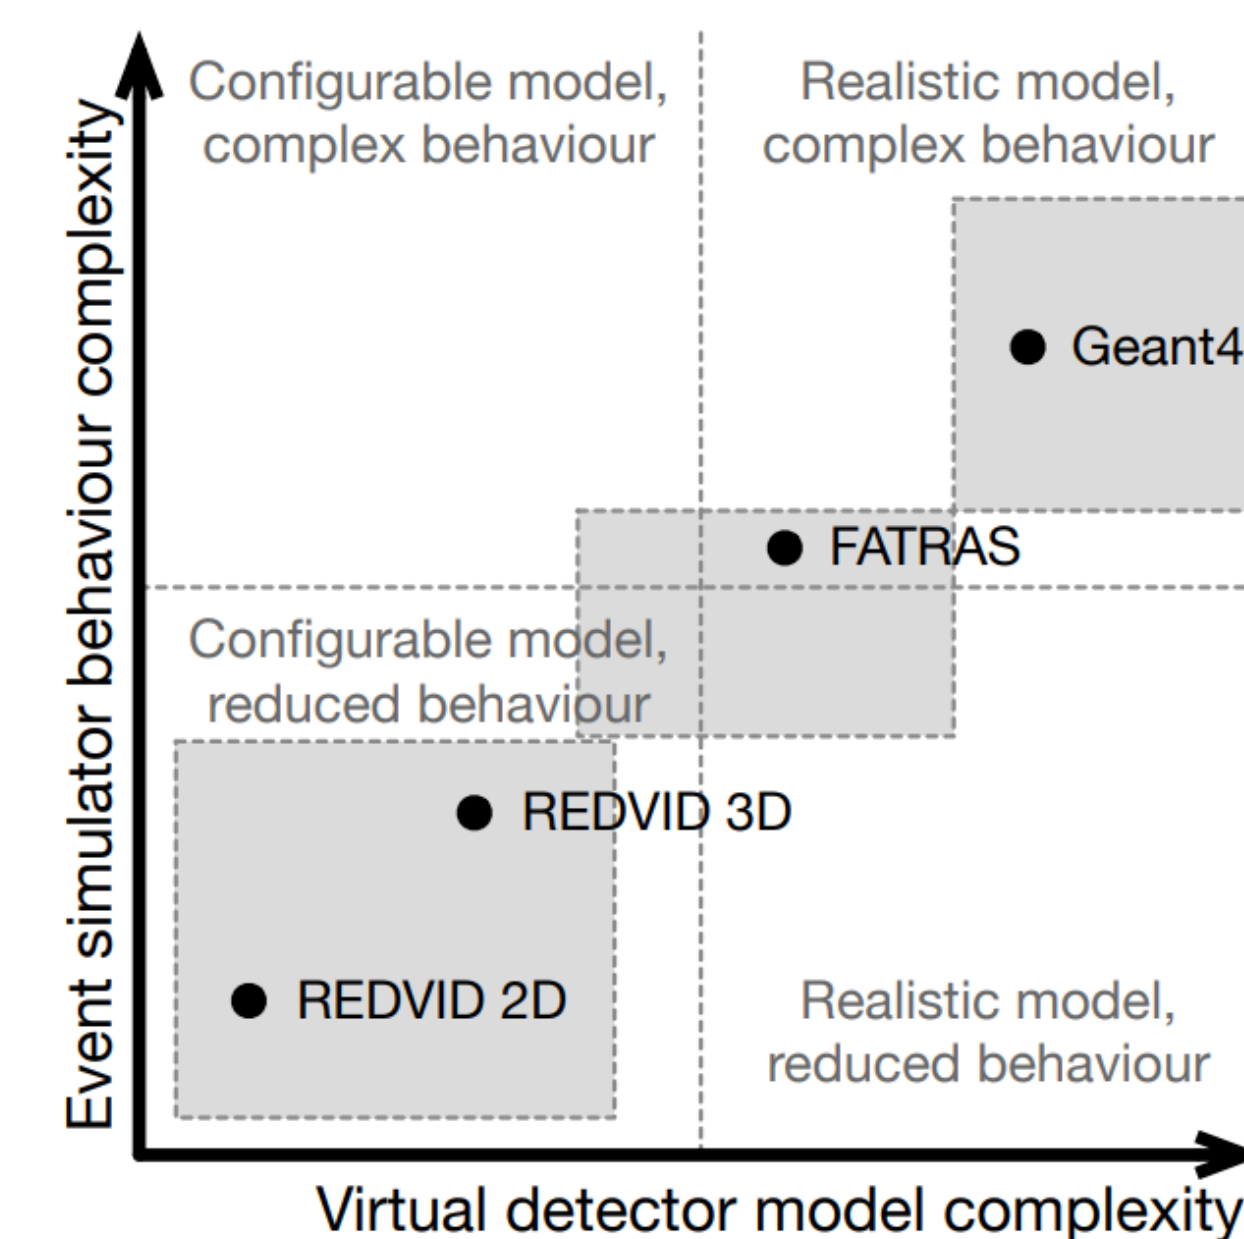 Configurable model,
complex behaviour
Realistic model,
complex behaviour
Geant4
FATRAS
Configurable model,
reduced behaviour
REDVID 3D
REDVID 2D
Realistic model,
reduced behaviour
Event simulator behaviour complexity
Virtual detector model complexity